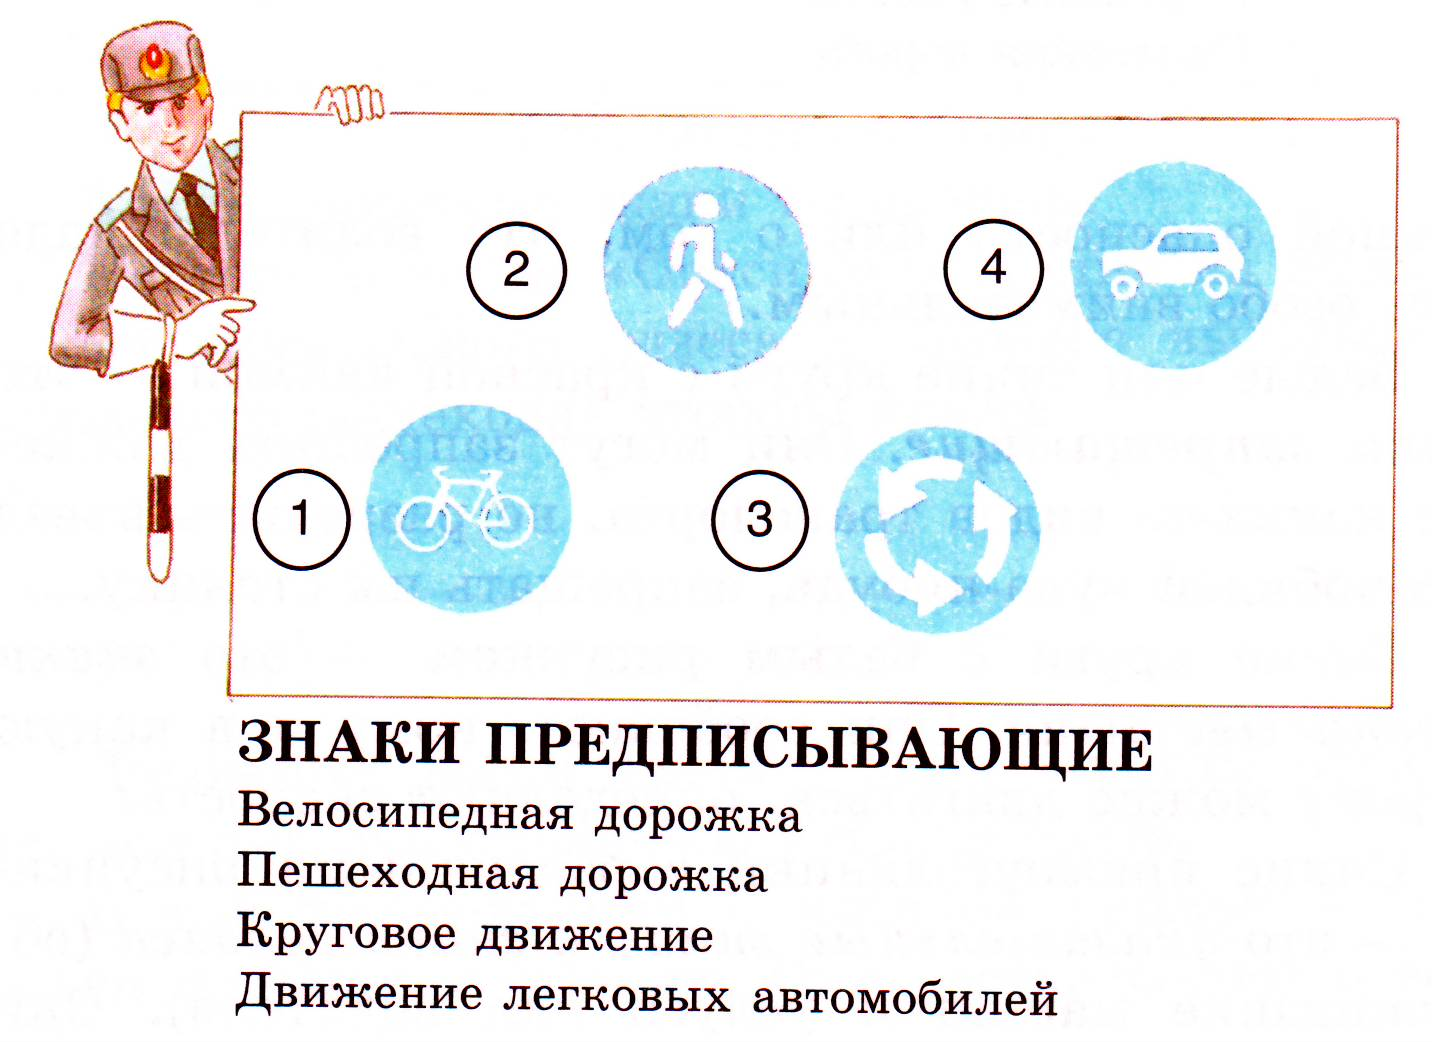 2
4
1
3
ЗНАКИ ПРЕДПИСЫВАЮЩИЕ
Велосипедная дорожка
Пешеходная дорожка
Круговое движение
Движение легковых автомобилей